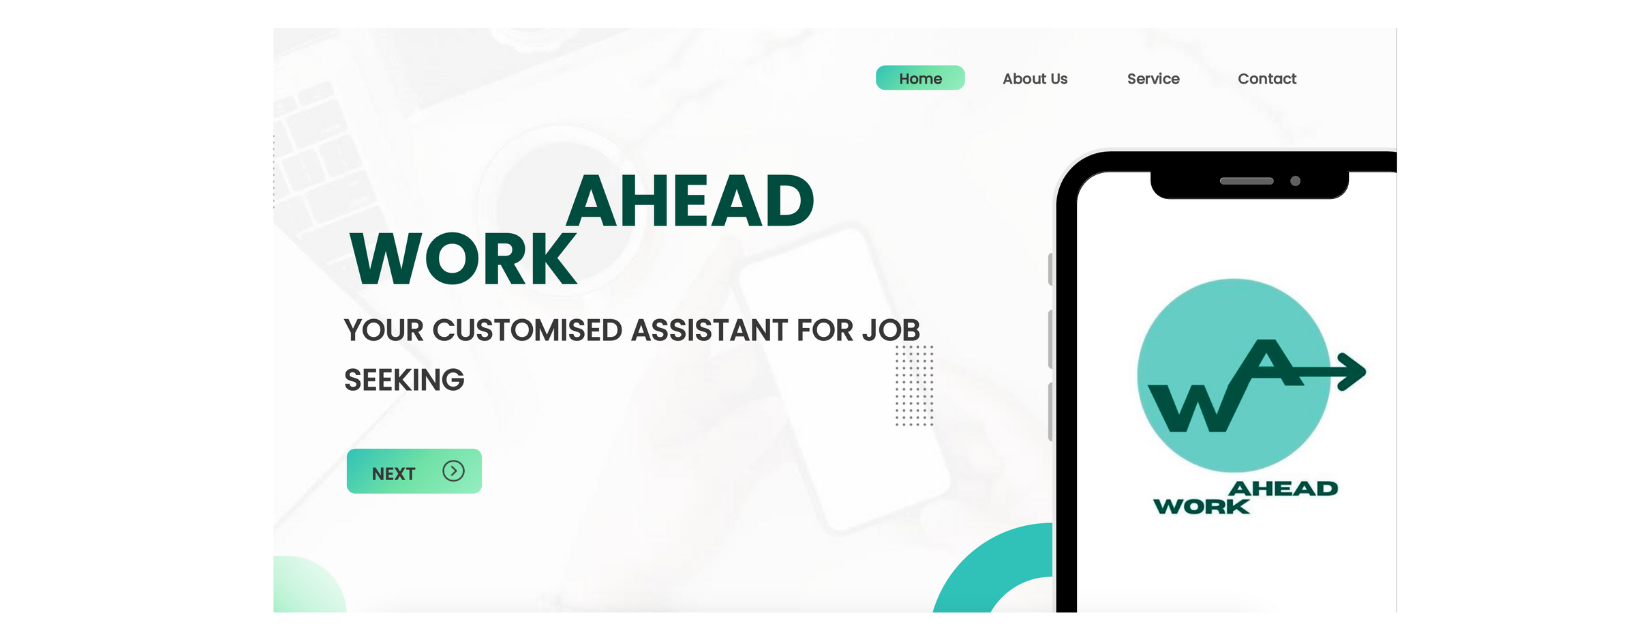 Home About Us Service Contact
AHEAD
WORK
YOUR CUSTOMISED ASSISTANT FOR JOB
SEEKING
NEXT
WA
AHEAD
WORK